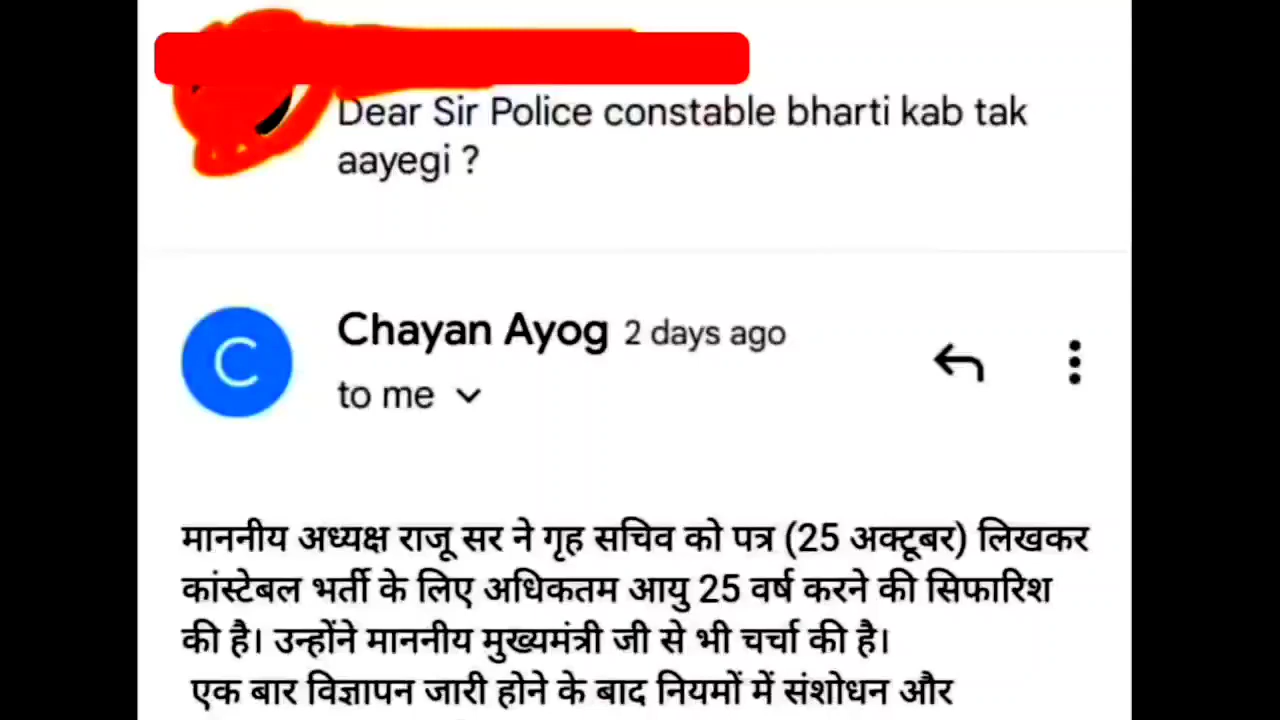 Dear Sir Police constable bharti kab tak
aayegi ?
C
Chayan Ayog 2 days ago
to me
माननीय अध्यक्ष राजू सर ने गृह सचिव को पत्र (25 अक्टूबर) लिखकर
कांस्टेबल भर्ती के लिए अधिकतम आयु 25 वर्ष करने की सिफारिश
की है। उन्होंने माननीय मुख्यमंत्री जी से भी चर्चा की है।
एक बार विज्ञापन जारी होने के बाद नियमों में संशोधन और